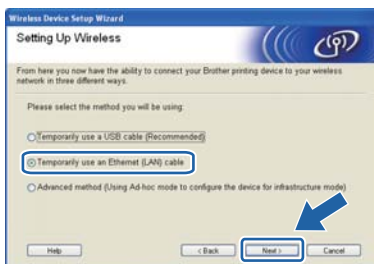 Wireless Device Setup Wizard
Setting Up Wireless
From here you now have the ability to connect your Brother printing device to your wireless
network in three different ways.
Please select the method you will be using:
Temporarily use a USB cable (Recommended)
Temporarily use an Ethernet (LAN) cable
Advanced method (Using Ad-hoc mode to configure the device for infrastructure mode)
Help
< Back
Next >
Cancel